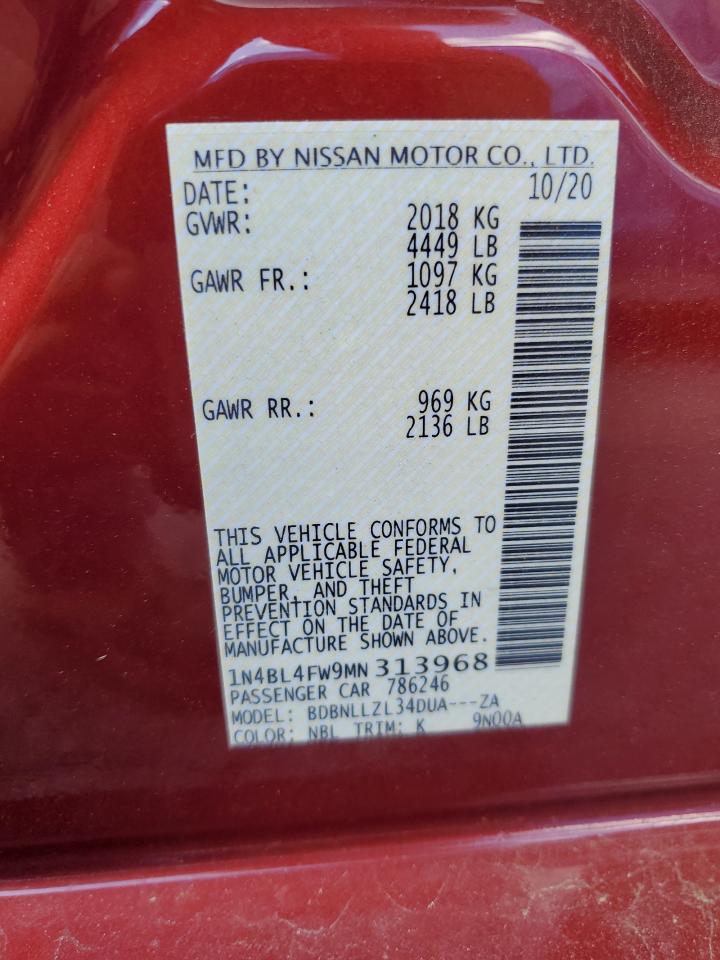 MFD BY NISSAN MOTOR CO., LTD.
DATE: 10/20
GVWR: 2018 KG
4449 LB
GAWR FR.: 1097 KG
2418 LB
GAWR RR.: 969 KG
2136 LB
THIS VEHICLE CONFORMS TO
ALL APPLICABLE FEDERAL
MOTOR VEHICLE SAFETY,
BUMPER, AND THEFT
PREVENTION STANDARDS IN
EFFECT ON THE DATE OF
MANUFACTURE SHOWN ABOVE.
1N4BL4FW9MN313968
PASSENGER CAR 786246
MODEL: BDBNLLZL34DUA---ZA
COLOR: NBL TRIM: K 9N00A